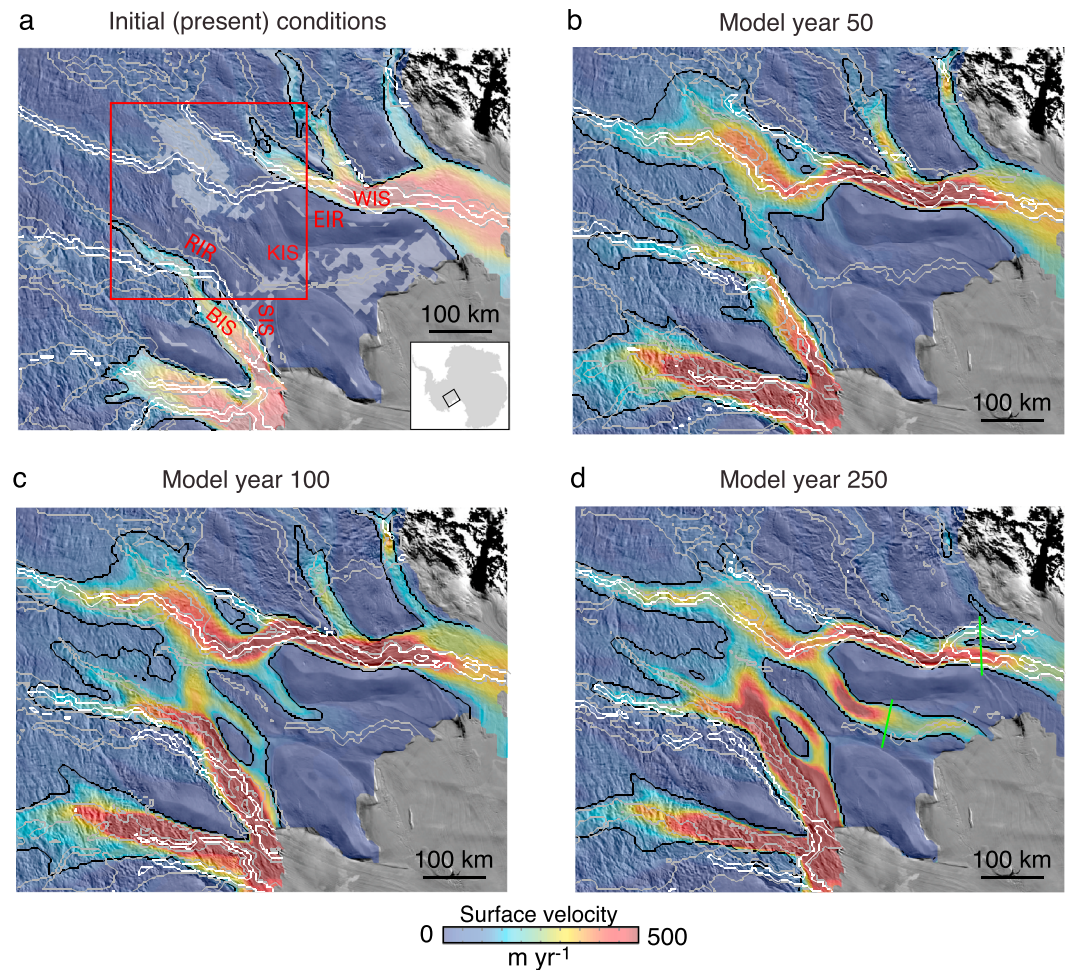 a Initial (present) conditions
b Model year 50
WIS
EIR
RIR
KIS
BIS
SIS
100 km
100 km
c Model year 100
d Model year 250
100 km
100 km
Surface velocity
0 500
m yr⁻¹